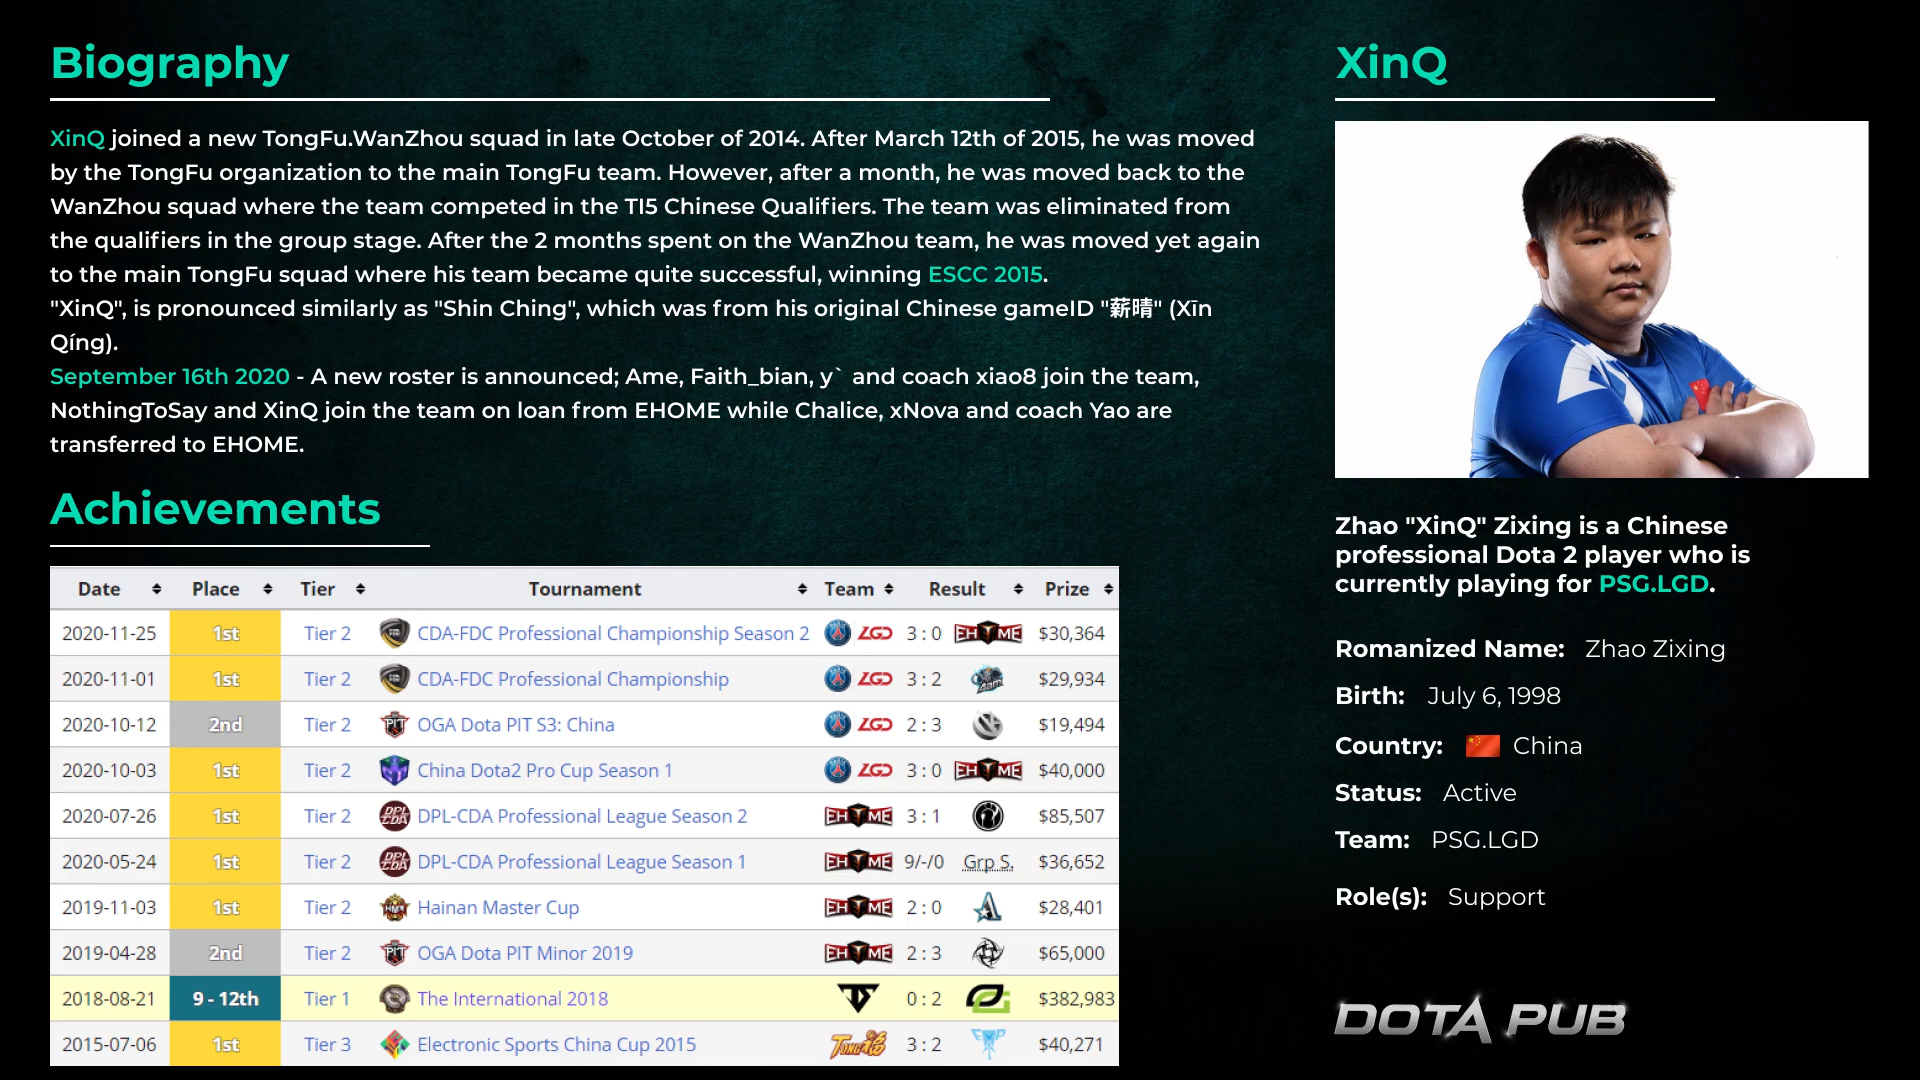 Biography
XinQ joined a new TongFu.WanZhou squad in late October of 2014. After March 12th of 2015, he was moved
by the TongFu organization to the main TongFu team. However, after a month, he was moved back to the
WanZhou squad where the team competed in the TI5 Chinese Qualifiers. The team was eliminated from
the qualifiers in the group stage. After the 2 months spent on the WanZhou team, he was moved yet again
to the main TongFu squad where his team became quite successful, winning ESCC 2015.
"XinQ", is pronounced similarly as "Shin Ching", which was from his original Chinese gameID "薪晴" (Xīn
Qíng).
September 16th 2020 - A new roster is announced; Ame, Faith_bian, y` and coach xiao8 join the team,
NothingToSay and XinQ join the team on loan from EHOME while Chalice, xNova and coach Yao are
transferred to EHOME.
Achievements
Date Place Tier Tournament Team Result Prize
2020-11-25 1st Tier 2 CDA-FDC Professional Championship Season 2 LGD 3 : 0 EHOME $30,364
2020-11-01 1st Tier 2 CDA-FDC Professional Championship LGD 3 : 2 $29,934
2020-10-12 2nd Tier 2 PIT OGA Dota PIT S3: China LGD 2 : 3 $19,494
2020-10-03 1st Tier 2 China Dota2 Pro Cup Season 1 LGD 3 : 0 EHOME $40,000
2020-07-26 1st Tier 2 DPL CDA DPL-CDA Professional League Season 2 EHOME 3 : 1 $85,507
2020-05-24 1st Tier 2 DPL CDA DPL-CDA Professional League Season 1 EHOME 9/-/0 Grp S. $36,652
2019-11-03 1st Tier 2 Hainan Master Cup EHOME 2 : 0 $28,401
2019-04-28 2nd Tier 2 PIT OGA Dota PIT Minor 2019 EHOME 2 : 3 $65,000
2018-08-21 9 - 12th Tier 1 The International 2018 0 : 2 $382,983
2015-07-06 1st Tier 3 Electronic Sports China Cup 2015 TONG福 3 : 2 $40,271
XinQ
Zhao "XinQ" Zixing is a Chinese
professional Dota 2 player who is
currently playing for PSG.LGD.
Romanized Name: Zhao Zixing
Birth: July 6, 1998
Country: China
Status: Active
Team: PSG.LGD
Role(s): Support
DOTA PUB